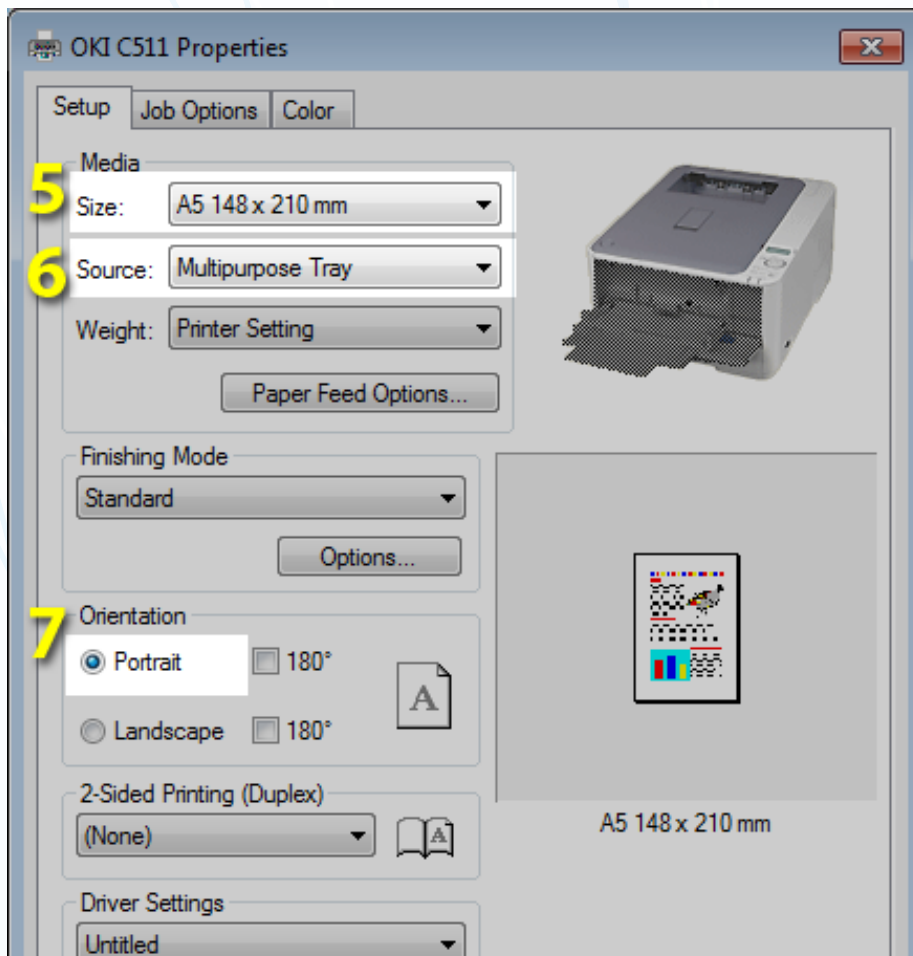 OKI C511 Properties
Setup Job Options Color
Media
5 Size: A5 148 x 210 mm
6 Source: Multipurpose Tray
Weight: Printer Setting
Paper Feed Options...
Finishing Mode
Standard
Options...
7 Orientation
Portrait 180°
A
Landscape 180°
2-Sided Printing (Duplex)
(None) A
A5 148 x 210 mm
Driver Settings
Untitled